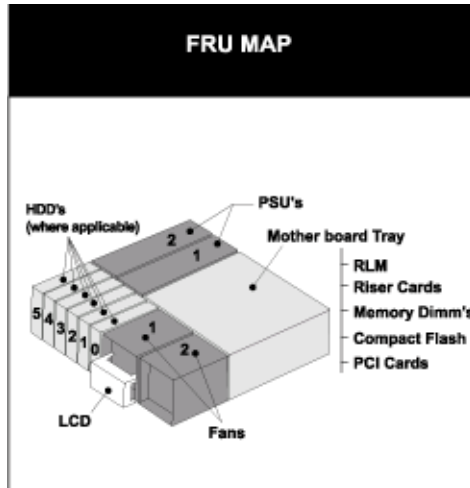 FRU MAP
HDD's
(where applicable)
PSU's
2
1
Mother board Tray
RLM
Riser Cards
Memory Dimm's
Compact Flash
PCI Cards
5
4
3
2
1
0
1
2
LCD
Fans